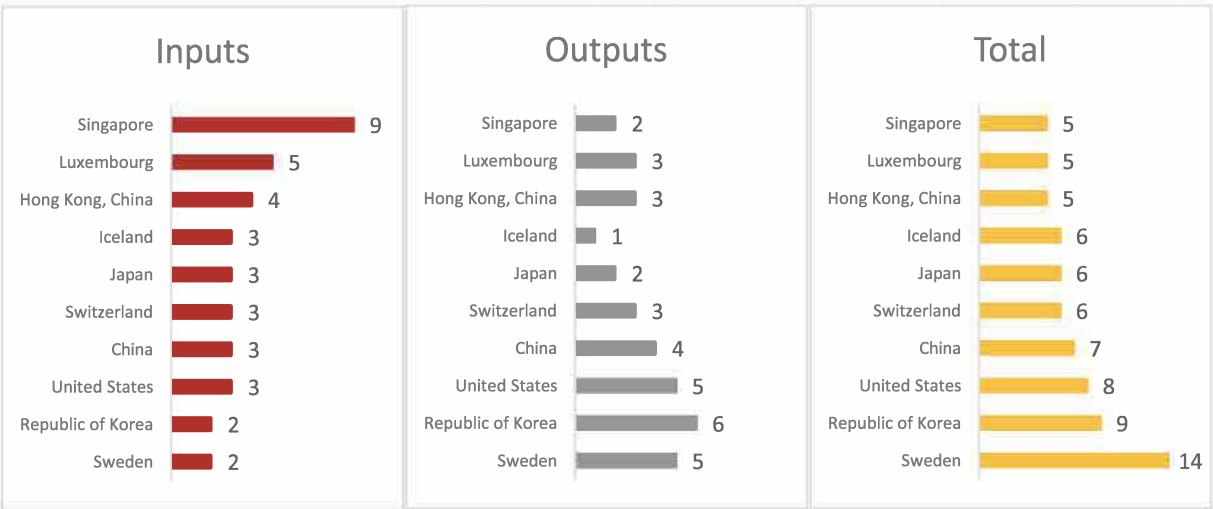 Inputs
Singapore 9
Luxembourg 5
Hong Kong, China 4
Iceland 3
Japan 3
Switzerland 3
China 3
United States 3
Republic of Korea 2
Sweden 2
Outputs
Singapore 2
Luxembourg 3
Hong Kong, China 3
Iceland 1
Japan 2
Switzerland 3
China 4
United States 5
Republic of Korea 6
Sweden 5
Total
Singapore 5
Luxembourg 5
Hong Kong, China 5
Iceland 6
Japan 6
Switzerland 6
China 7
United States 8
Republic of Korea 9
Sweden 14